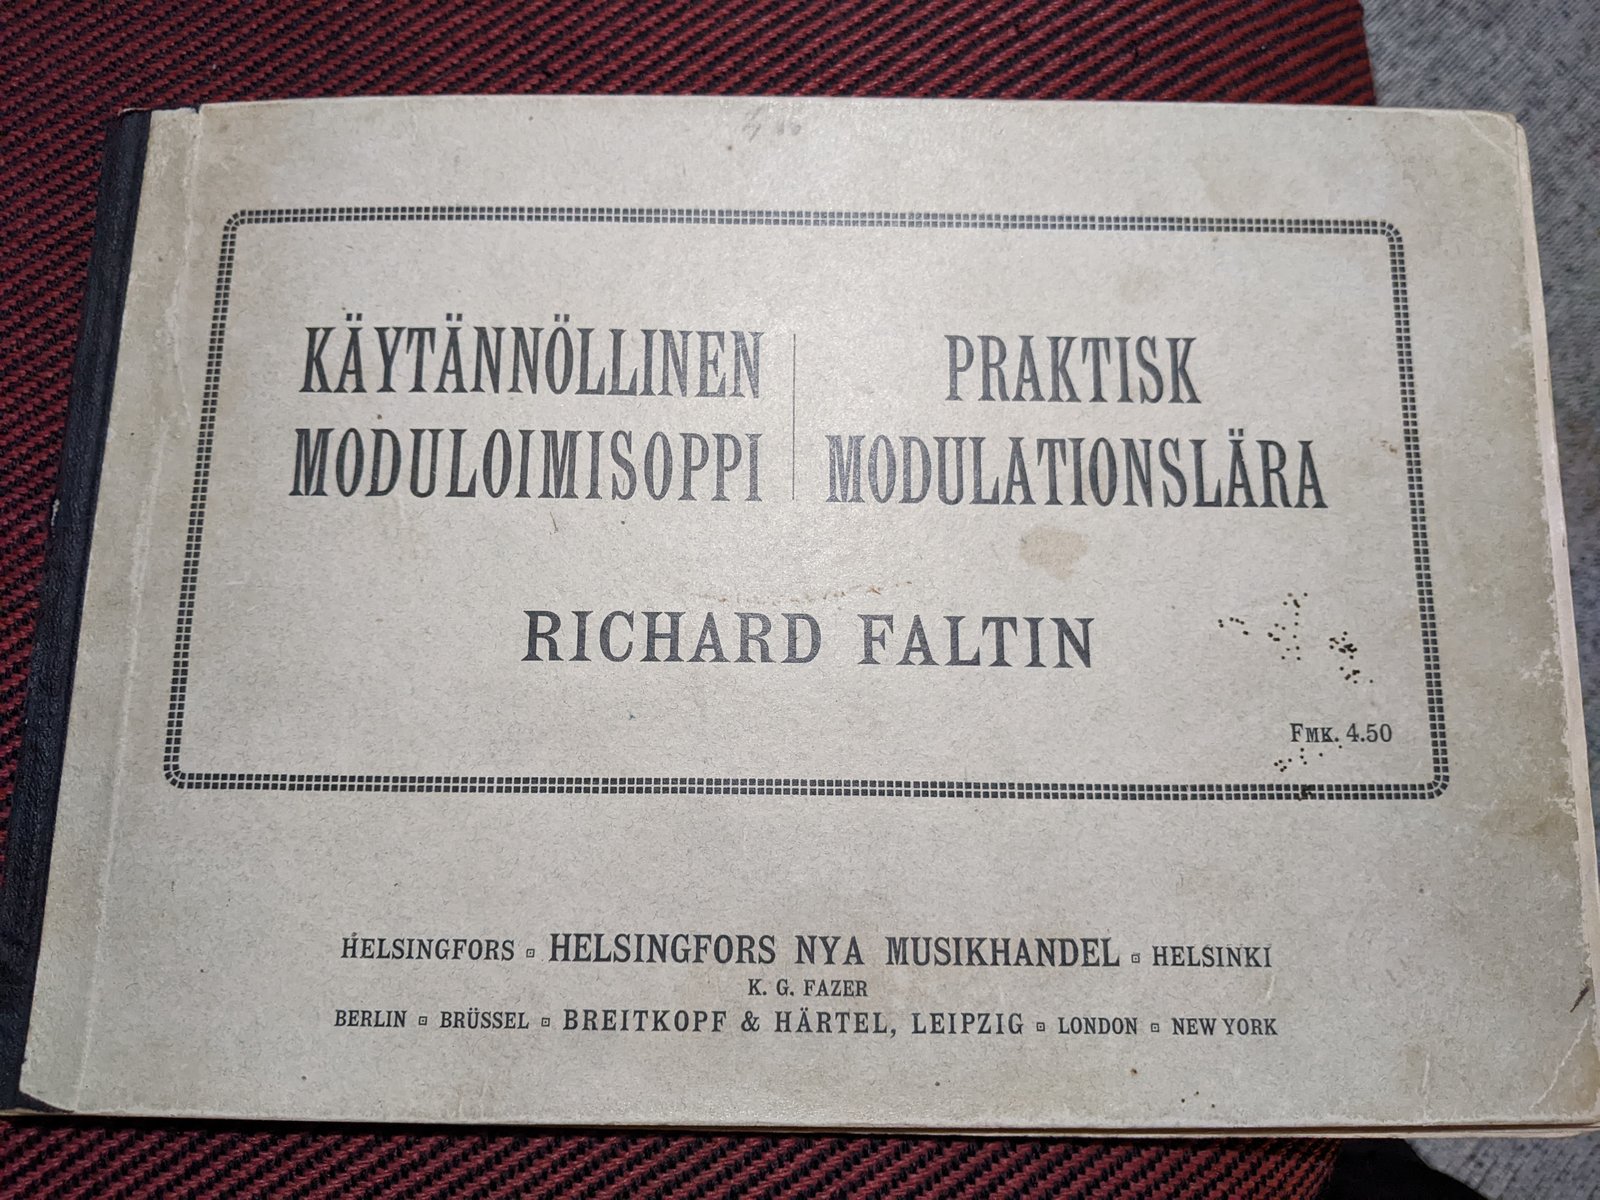 KÄYTÄNNÖLLINEN
MODULOIMISOPPI
PRAKTISK
MODULATIONSLÄRA
RICHARD FALTIN
FMK. 4.50
HELSINGFORS ▫ HELSINGFORS NYA MUSIKHANDEL ▫ HELSINKI
K. G. FAZER
BERLIN ▫ BRÜSSEL ▫ BREITKOPF & HÄRTEL, LEIPZIG ▫ LONDON ▫ NEW YORK